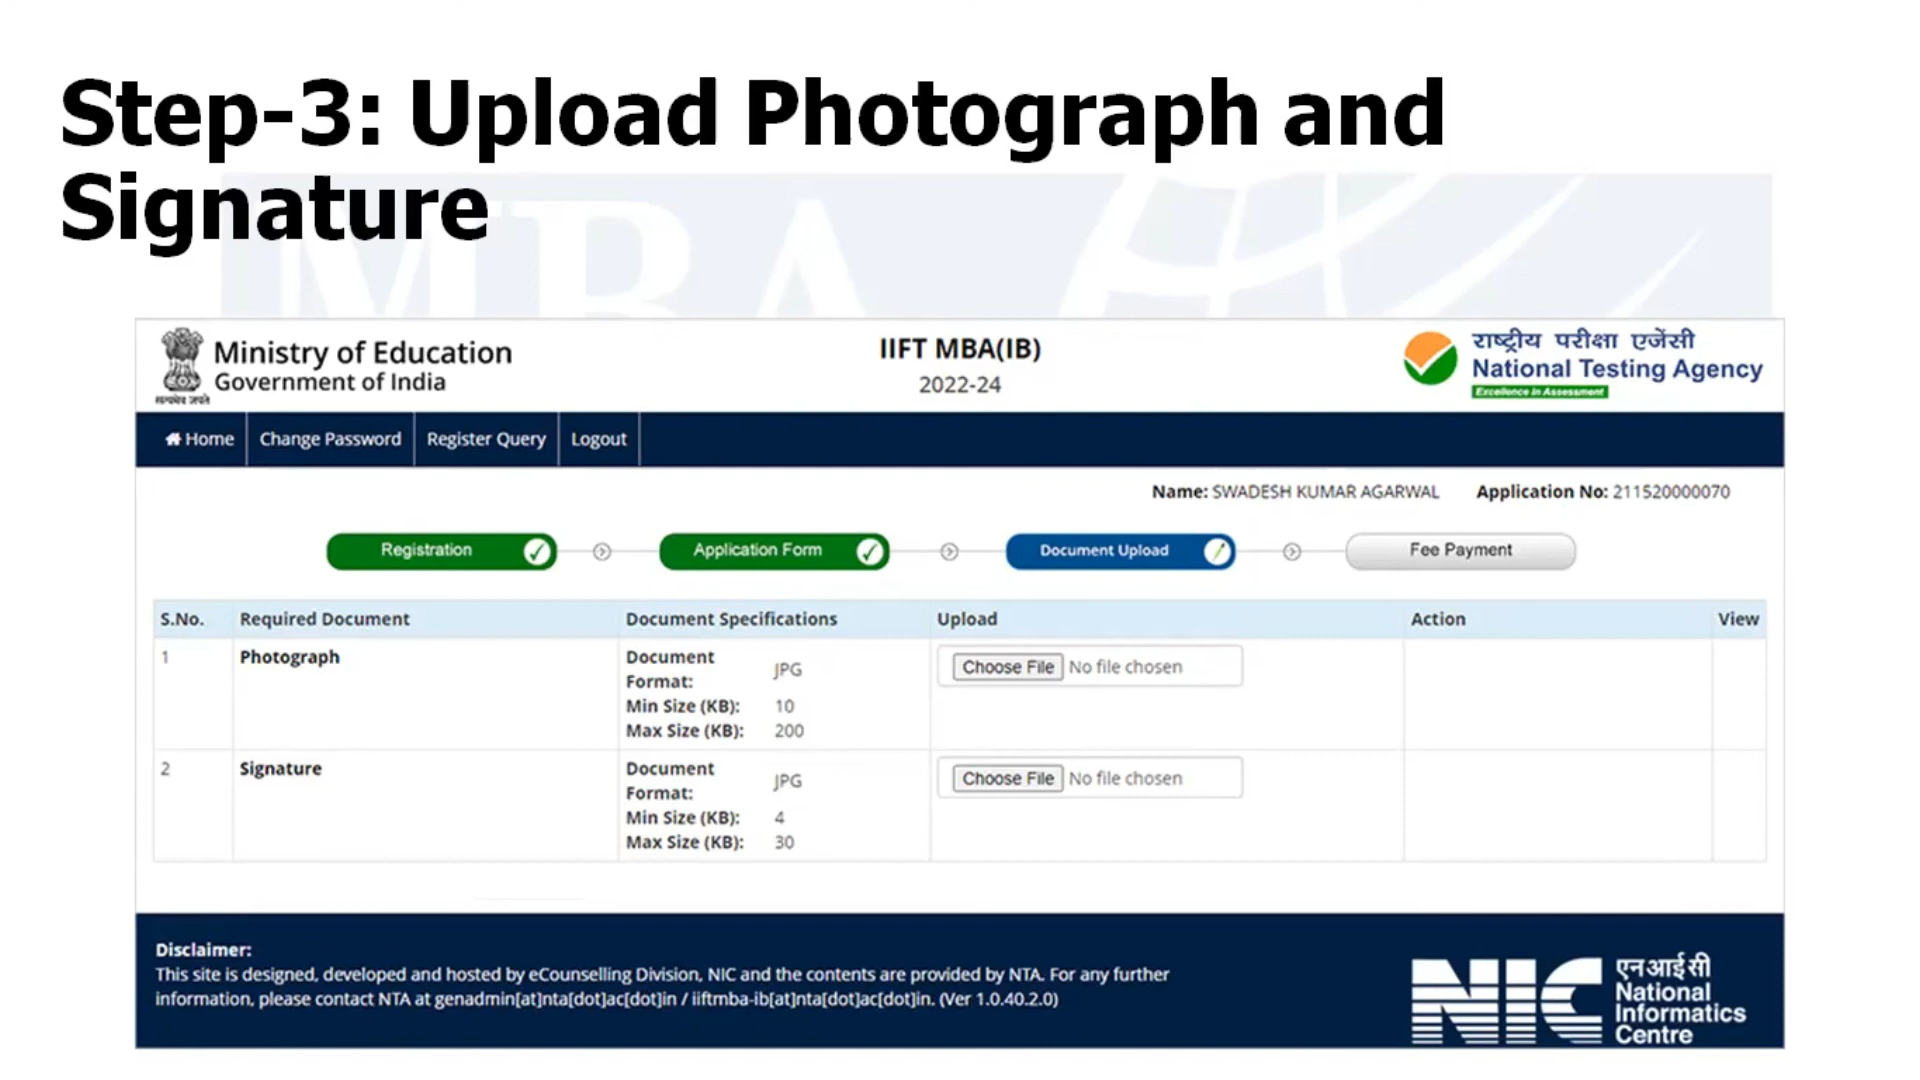 Step-3: Upload Photograph and
Signature
MBA
Ministry of Education
Government of India
सत्यमेव जयते
IIFT MBA(IB)
2022-24
राष्ट्रीय परीक्षा एजेंसी
National Testing Agency
Excellence in Assessment
Home Change Password Register Query Logout
Name: SWADESH KUMAR AGARWAL Application No: 211520000070
Registration Application Form Document Upload Fee Payment
S.No. Required Document Document Specifications Upload Action View
1 Photograph Document Format: JPG Choose File No file chosen
Min Size (KB): 10
Max Size (KB): 200
2 Signature Document Format: JPG Choose File No file chosen
Min Size (KB): 4
Max Size (KB): 30
Disclaimer:
This site is designed, developed and hosted by eCounselling Division, NIC and the contents are provided by NTA. For any further
information, please contact NTA at genadmin[at]nta[dot]ac[dot]in / iiftmba-ib[at]nta[dot]ac[dot]in. (Ver 1.0.40.2.0)
NIC
एन आई सी
National
Informatics
Centre